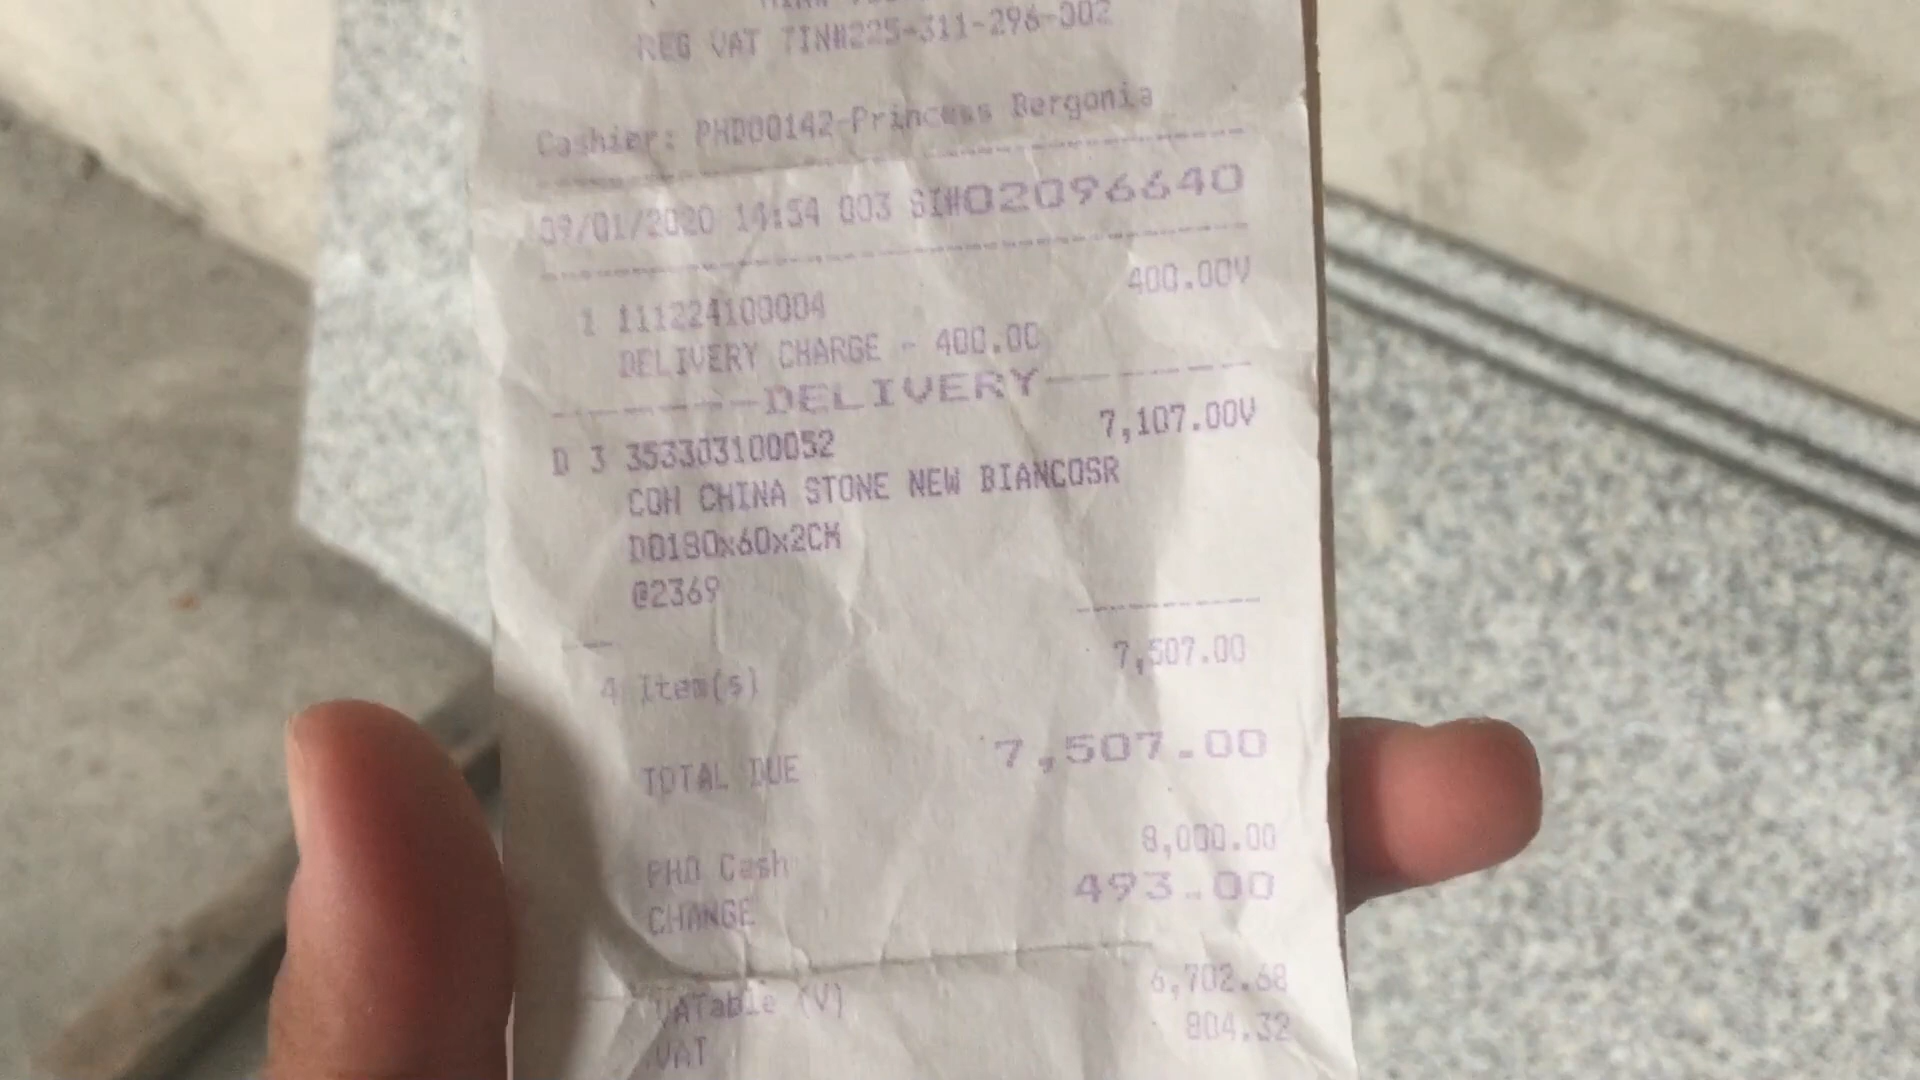 REG VAT TIN#225-311-296-002
Cashier: PHD00142-Princess Bergonia
09/01/2020 14:54 003 SI#02096640
1 111224100004 400.00V
DELIVERY CHARGE - 400.00
------DELIVERY------
D 3 353303100052 7,107.00V
COH CHINA STONE NEW BIANCOSR
DO180x60x2CM
@2369
4 Item(s) 7,507.00
TOTAL DUE 7,507.00
PHD Cash 8,000.00
CHANGE 493.00
VATable (V) 6,702.68
VAT 804.32